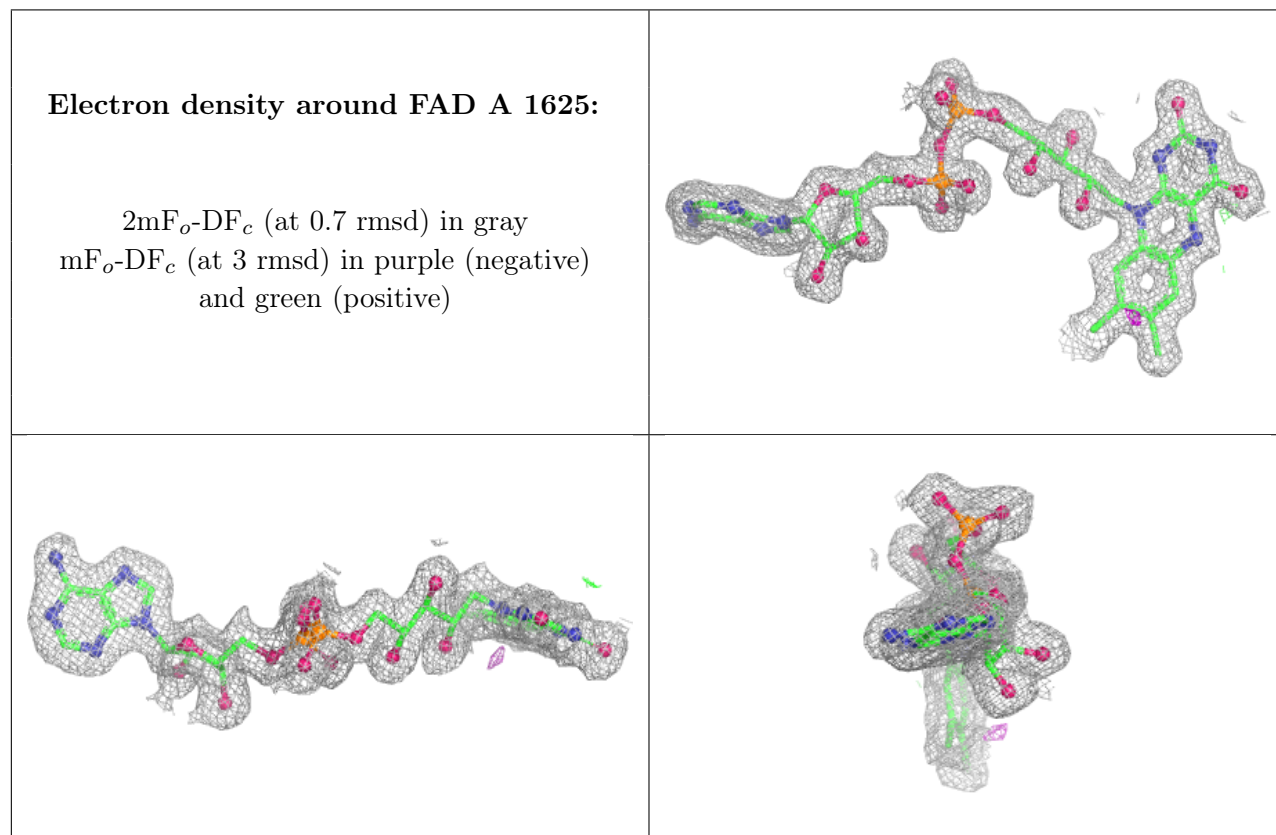 Electron density around FAD A 1625:
2mFo-DFc (at 0.7 rmsd) in gray
mFo-DFc (at 3 rmsd) in purple (negative)
and green (positive)